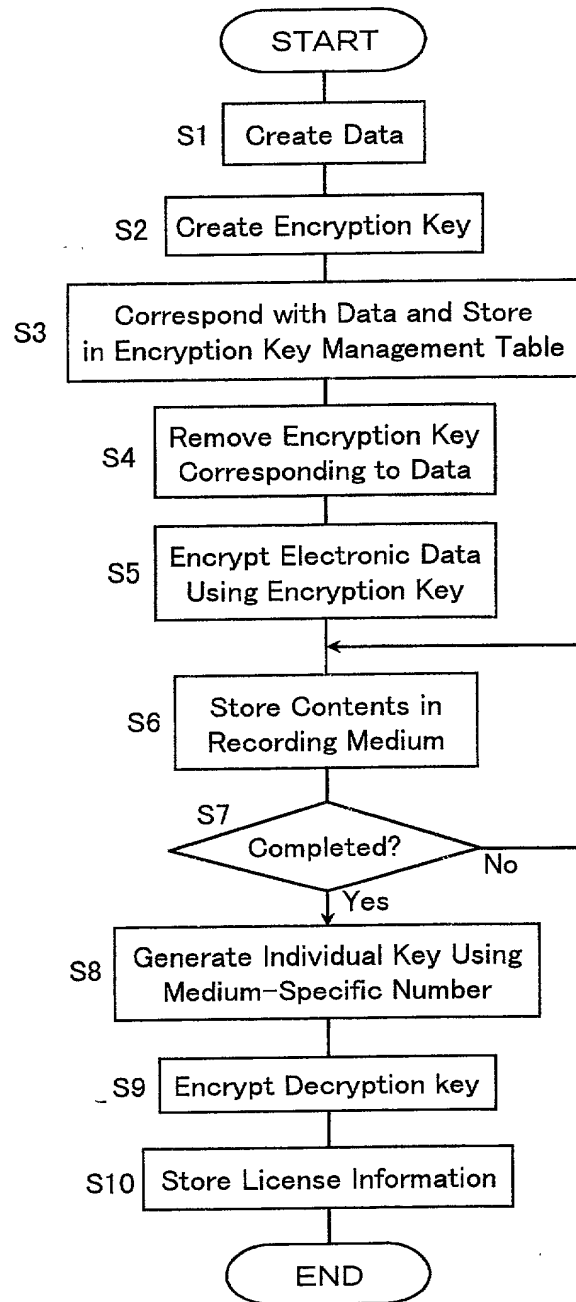 START
S1
Create Data
S2
Create Encryption Key
S3
Correspond with Data and Store
in Encryption Key Management Table
S4
Remove Encryption Key
Corresponding to Data
S5
Encrypt Electronic Data
Using Encryption Key
S6
Store Contents in
Recording Medium
S7
Completed?
No
Yes
S8
Generate Individual Key Using
Medium-Specific Number
S9
Encrypt Decryption key
S10
Store License Information
END